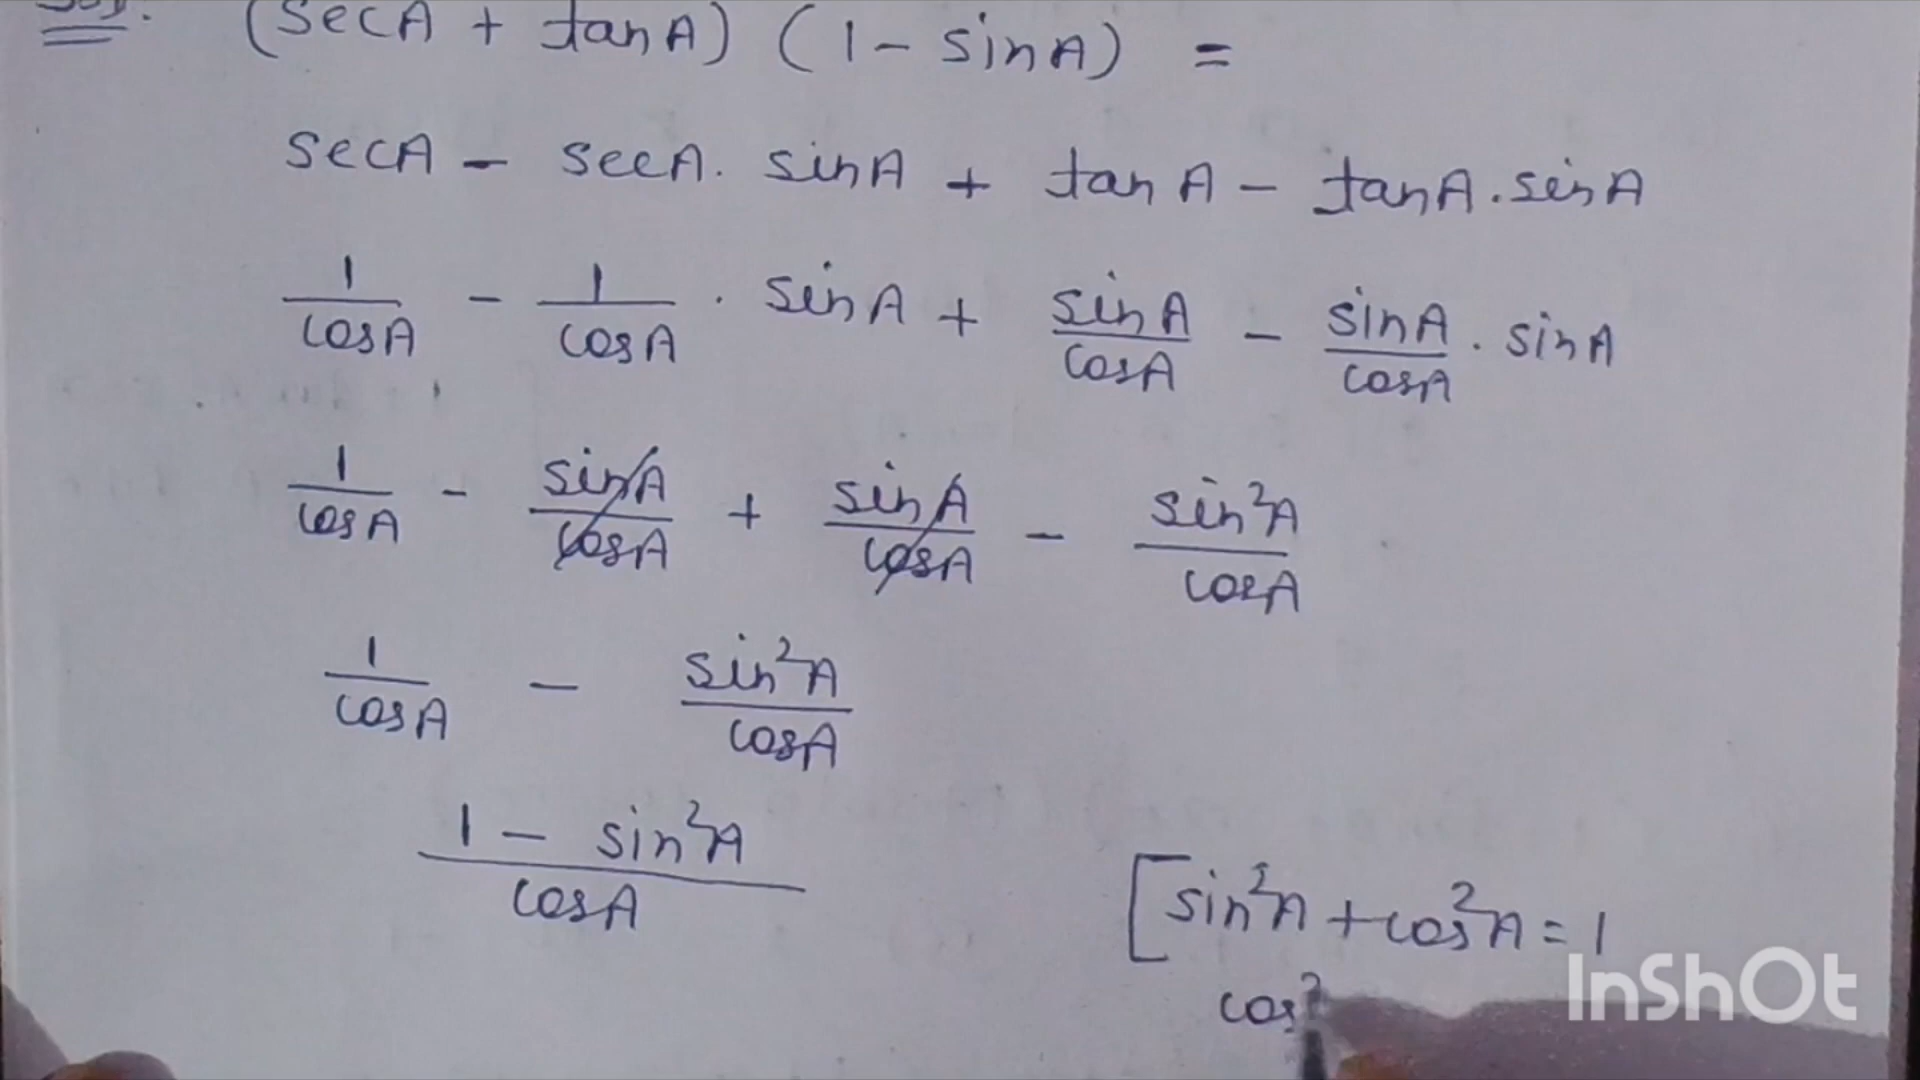 Sol. (secA + tanA) (1 - sinA) =
secA - secA. sinA + tanA - tanA.sinA
1/cosA - 1/cosA . sinA + sinA/cosA - sinA/cosA . sinA
1/cosA - sinA/cosA + sinA/cosA - sin²A/cosA
1/cosA - sin²A/cosA
1 - sin²A/cosA
[sin²A + cos²A = 1
cos²
InShOt